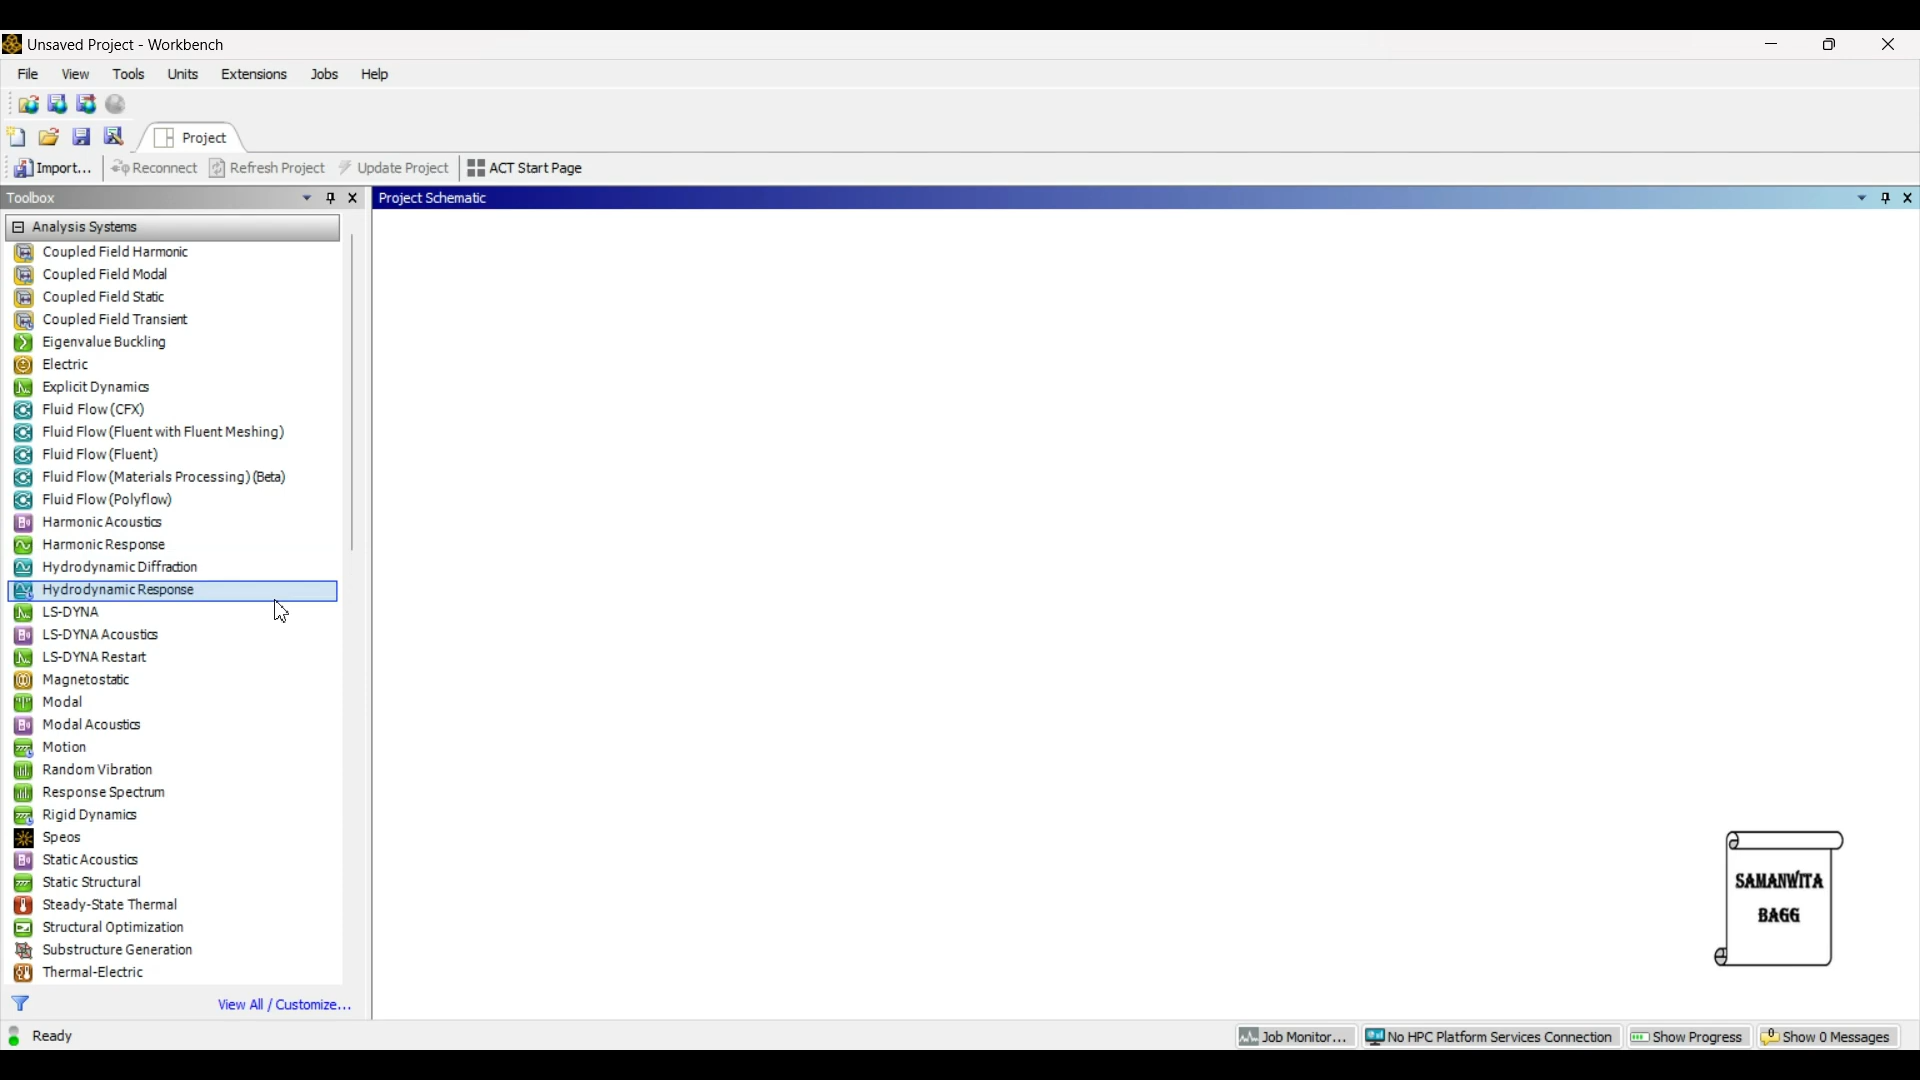 Unsaved Project - Workbench
File View Tools Units Extensions Jobs Help
Project
Import... Reconnect Refresh Project Update Project ACT Start Page
Toolbox
Project Schematic
Analysis Systems
Coupled Field Harmonic
Coupled Field Modal
Coupled Field Static
Coupled Field Transient
Eigenvalue Buckling
Electric
Explicit Dynamics
Fluid Flow (CFX)
Fluid Flow (Fluent with Fluent Meshing)
Fluid Flow (Fluent)
Fluid Flow (Materials Processing) (Beta)
Fluid Flow (Polyflow)
Harmonic Acoustics
Harmonic Response
Hydrodynamic Diffraction
Hydrodynamic Response
LS-DYNA
LS-DYNA Acoustics
LS-DYNA Restart
Magnetostatic
Modal
Modal Acoustics
Motion
Random Vibration
Response Spectrum
Rigid Dynamics
Speos
Static Acoustics
Static Structural
Steady-State Thermal
Structural Optimization
Substructure Generation
Thermal-Electric
View All / Customize...
SAMANWITA
BAGG
Ready
Job Monitor... No HPC Platform Services Connection Show Progress Show 0 Messages